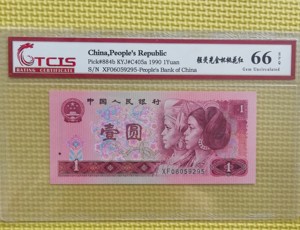 TCIS
RATING CERTIFICATE
China,People's Republic
Pick#884b KYJ#C405a 1990 1Yuan
S/N XF06059295-People's Bank of China
66
Gem Uncirculated
中国人民银行
壹圆
1
1
XF06059295